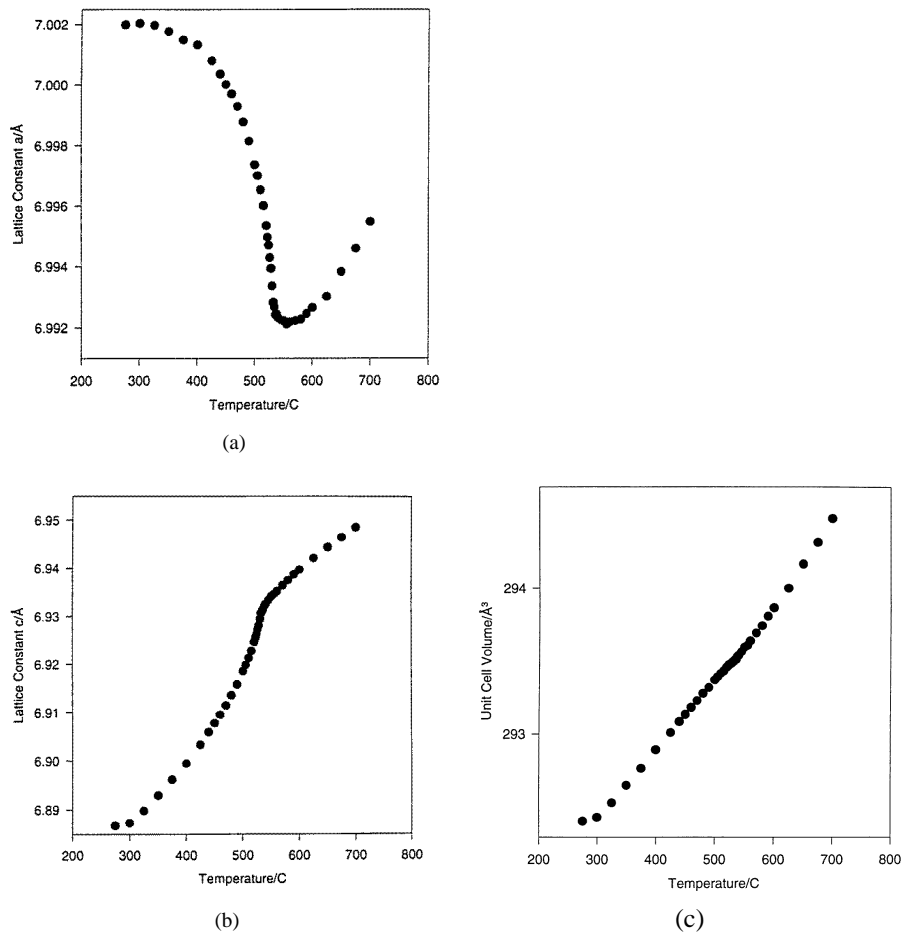 7.002
7.000
6.998
6.996
6.994
6.992
Lattice Constant a/Å
200 300 400 500 600 700 800
Temperature/C
(a)
6.95
6.94
6.93
6.92
6.91
6.90
6.89
Lattice Constant c/Å
200 300 400 500 600 700 800
Temperature/C
(b)
294
293
Unit Cell Volume/Å³
200 300 400 500 600 700 800
Temperature/C
(c)